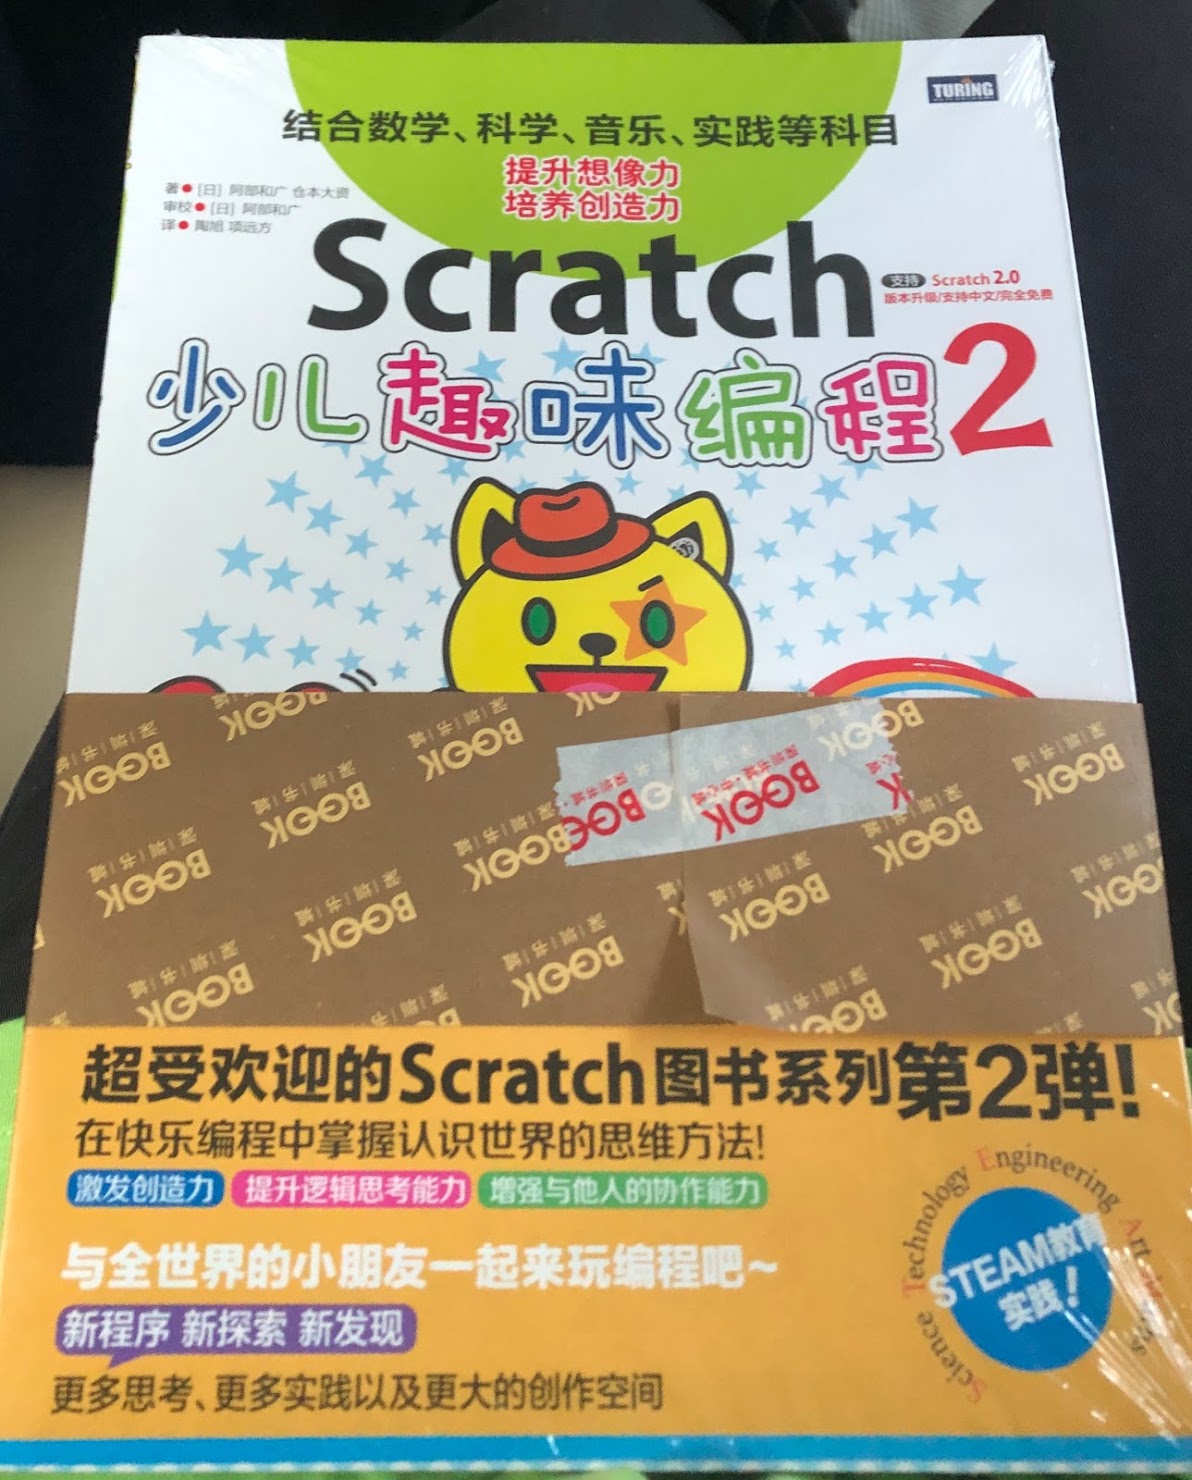 TURING
结合数学、科学、音乐、实践等科目
提升想像力
培养创造力
著●[日] 阿部和广 仓本大资
审校●[日] 阿部和广
译●陶旭 项远方
Scratch
支持 Scratch 2.0
版本升级/支持中文/完全免费
少儿趣味编程2
BOOK
深圳书城
超受欢迎的Scratch图书系列第2弹!
在快乐编程中掌握认识世界的思维方法!
激发创造力 提升逻辑思考能力 增强与他人的协作能力
与全世界的小朋友一起来玩编程吧~
新程序 新探索 新发现
更多思考、更多实践以及更大的创作空间
Science Technology Engineering Art
STEAM教育
实践!